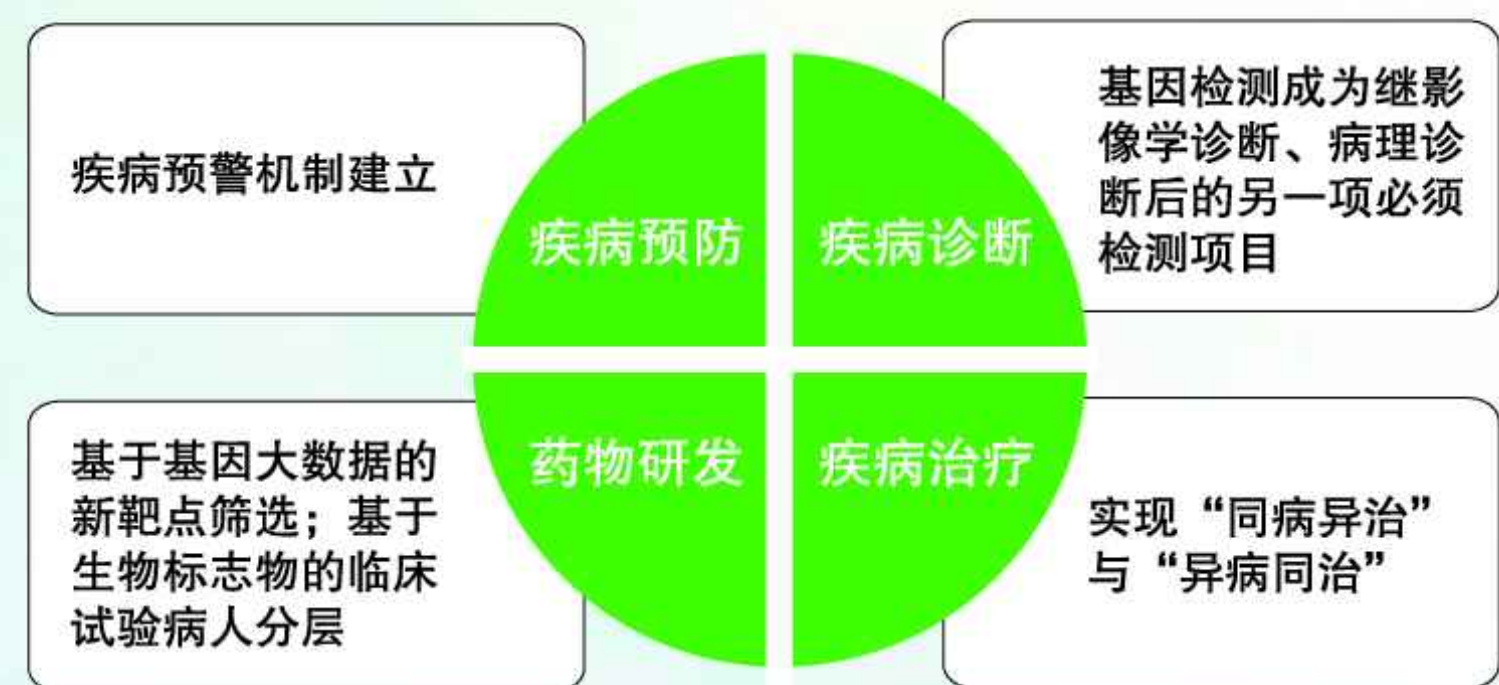 疾病预警机制建立
疾病预防
疾病诊断
基因检测成为继影
像学诊断、病理诊
断后的另一项必须
检测项目
基于基因大数据的
新靶点筛选；基于
生物标志物的临床
试验病人分层
药物研发
疾病治疗
实现“同病异治”
与“异病同治”